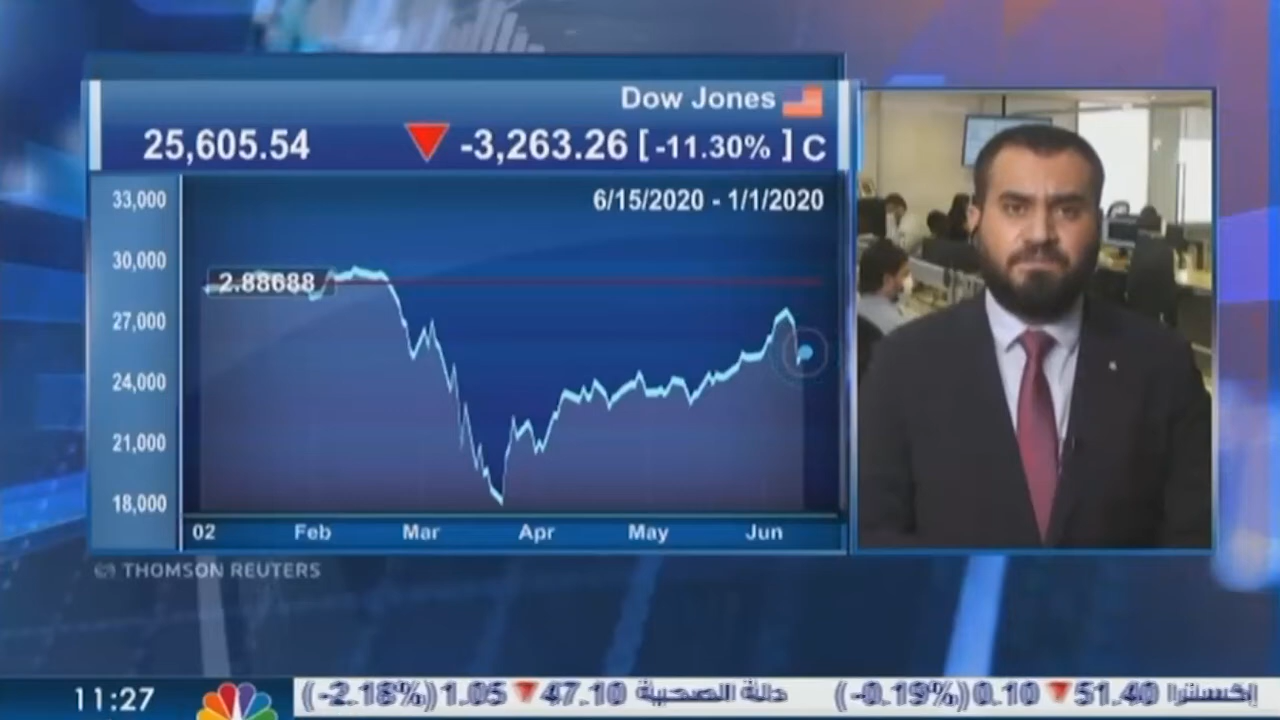 Dow Jones
25,605.54 ▼ -3,263.26 [ -11.30% ] C
6/15/2020 - 1/1/2020
33,000
30,000
2.88688
27,000
24,000
21,000
18,000
02 Feb Mar Apr May Jun
THOMSON REUTERS
11:27
إكسترا 51.40 ▼ 0.10 (-0.19%) دلة الصحية 47.10 ▼ 1.05 (-2.18%)